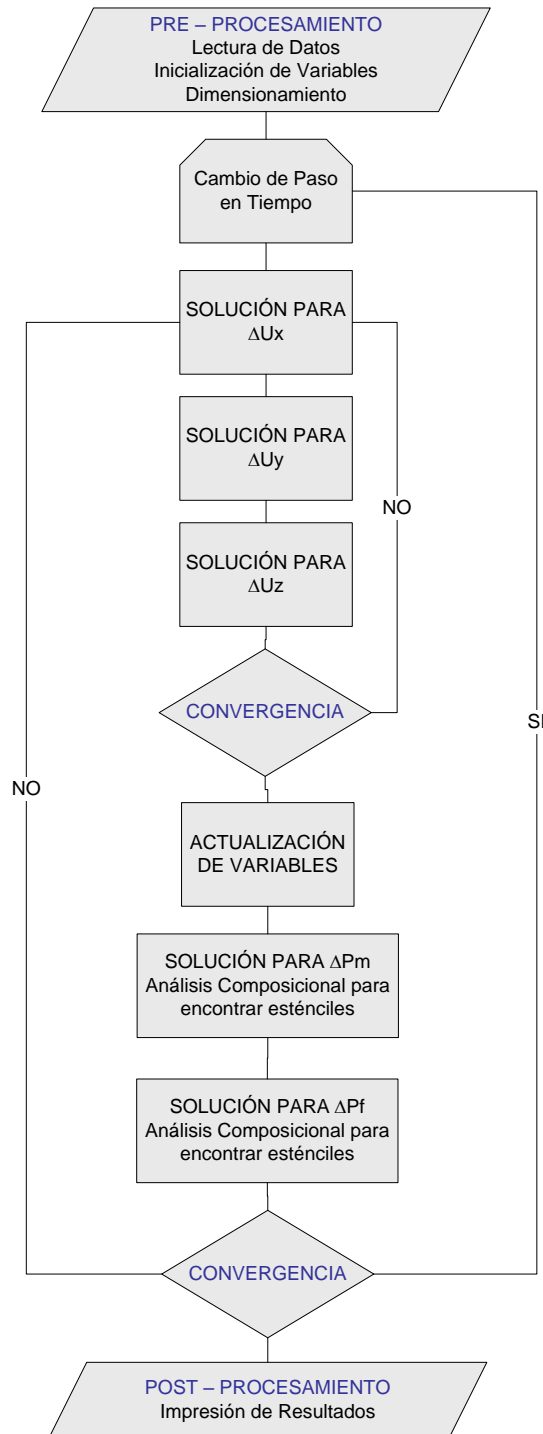 PRE – PROCESAMIENTO
Lectura de Datos
Inicialización de Variables
Dimensionamiento
Cambio de Paso
en Tiempo
SOLUCIÓN PARA
∆Ux
SOLUCIÓN PARA
∆Uy
NO
SOLUCIÓN PARA
∆Uz
CONVERGENCIA
SI
NO
ACTUALIZACIÓN
DE VARIABLES
SOLUCIÓN PARA ∆Pm
Análisis Composicional para
encontrar esténciles
SOLUCIÓN PARA ∆Pf
Análisis Composicional para
encontrar esténciles
CONVERGENCIA
POST – PROCESAMIENTO
Impresión de Resultados